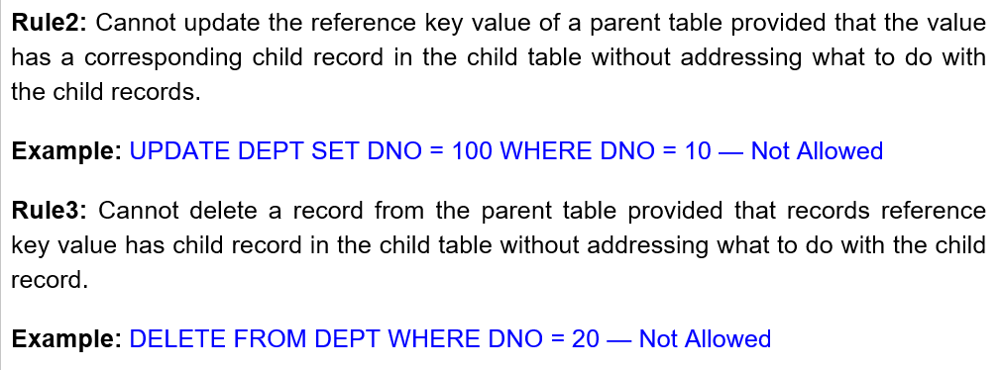 Rule2: Cannot update the reference key value of a parent table provided that the value
has a corresponding child record in the child table without addressing what to do with
the child records.
Example: UPDATE DEPT SET DNO = 100 WHERE DNO = 10 — Not Allowed
Rule3: Cannot delete a record from the parent table provided that records reference
key value has child record in the child table without addressing what to do with the child
record.
Example: DELETE FROM DEPT WHERE DNO = 20 — Not Allowed